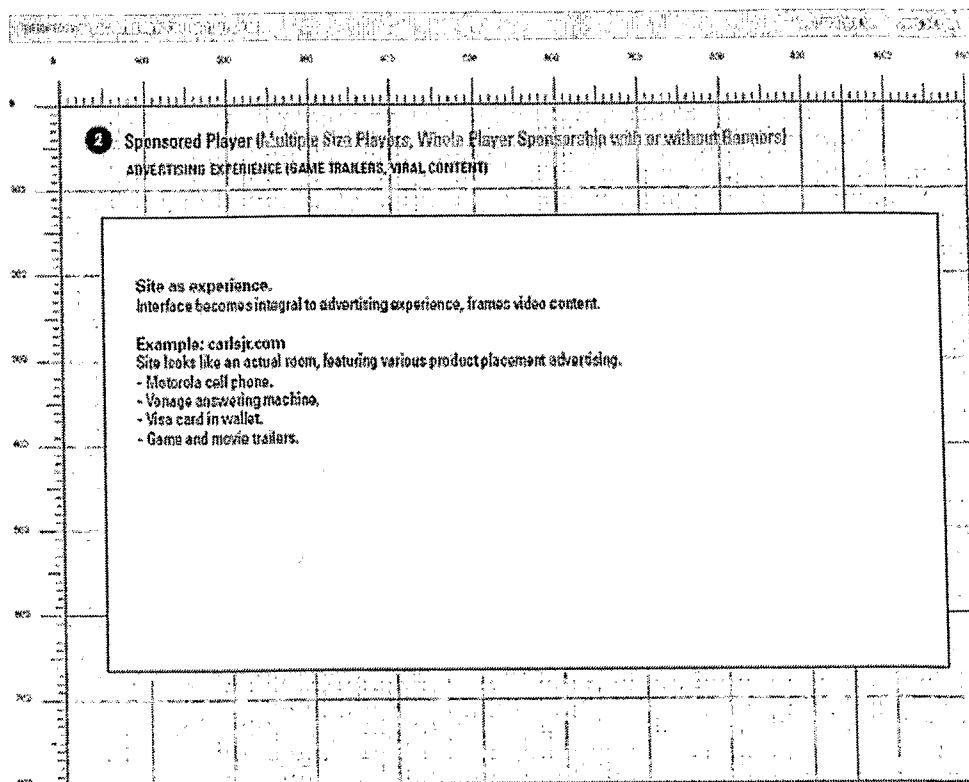 2 Sponsored Player (Multiple Size Players, Whole Player Sponsorable with or without Banners)
ADVERTISING EXPERIENCE (GAME TRAILERS, VIRAL CONTENT)
Site as experience.
Interface becomes integral to advertising experience, frames video content.
Example: carlsjr.com
Site looks like an actual room, featuring various product placement advertising.
- Motorola cell phone.
- Vonage answering machine.
- Visa card in wallet.
- Game and movie trailers.